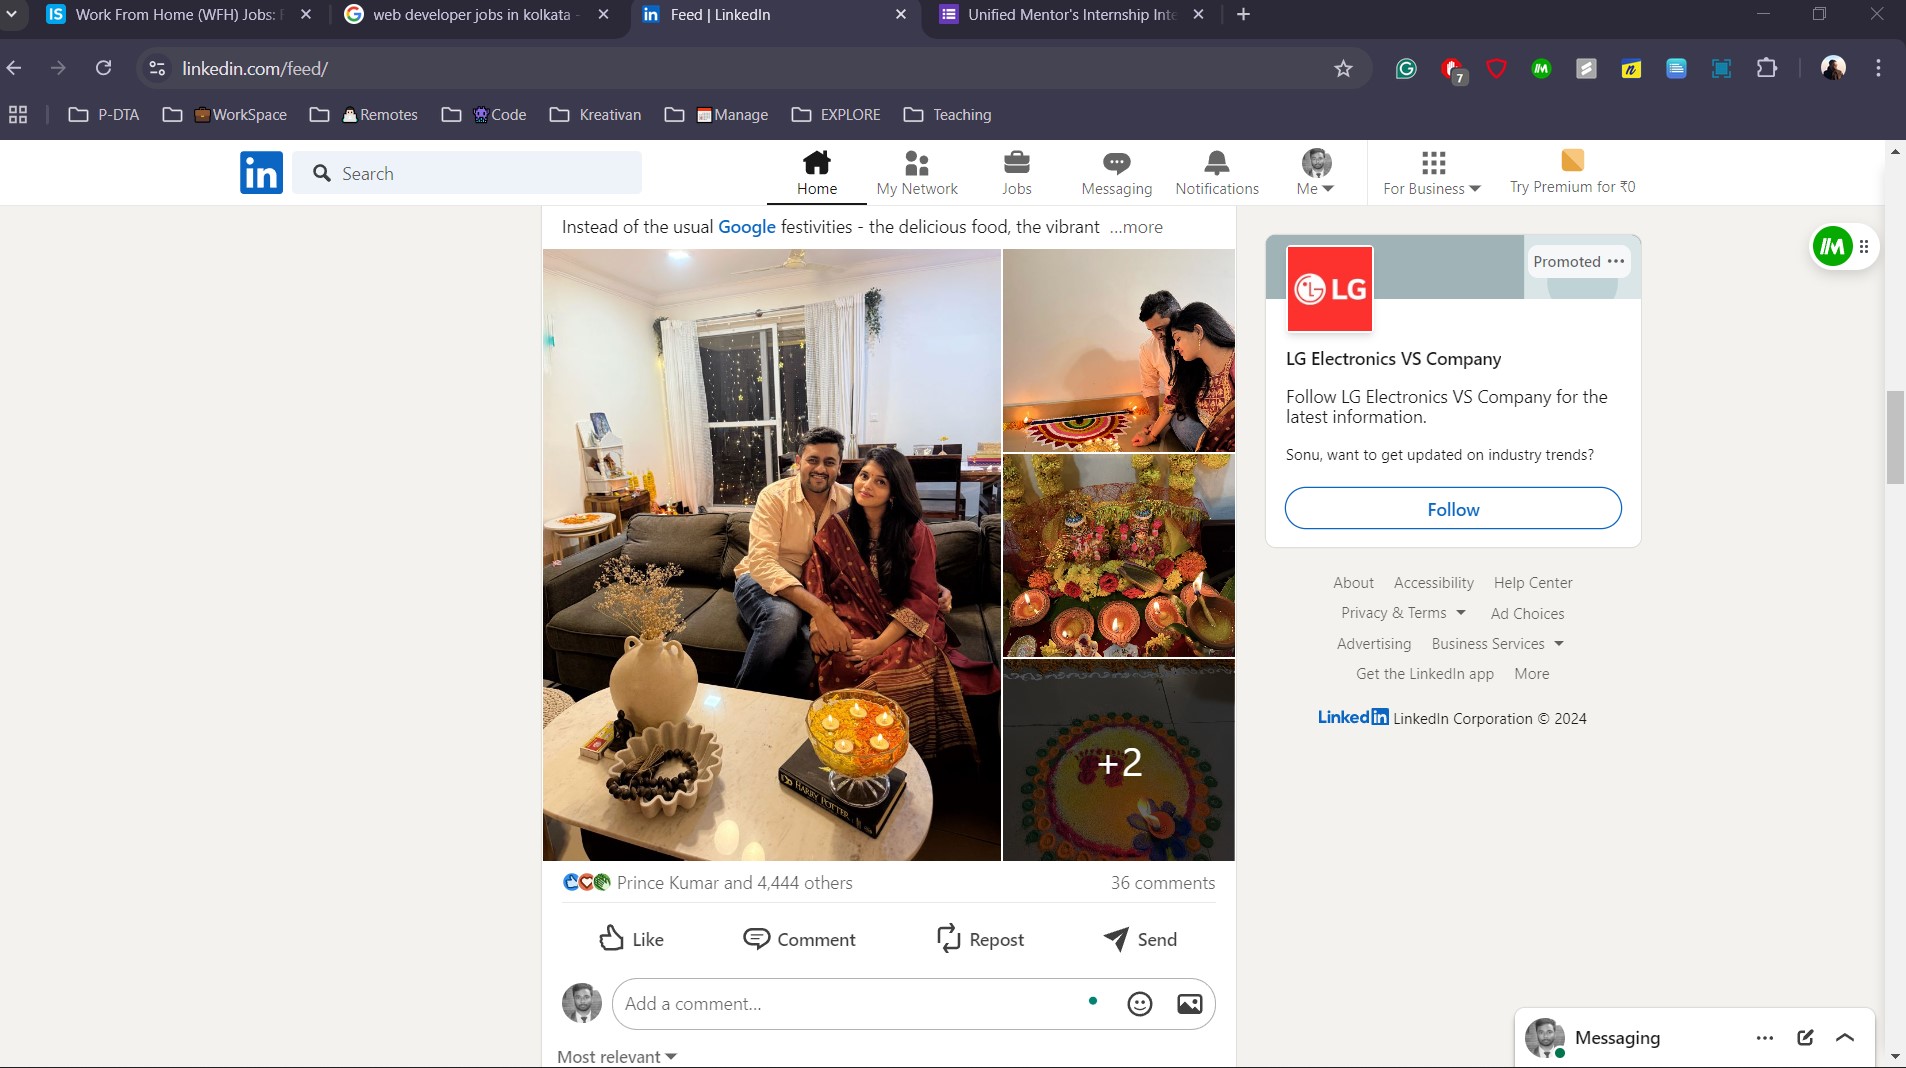 Work From Home (WFH) Jobs:
web developer jobs in kolkata -
Feed | LinkedIn
Unified Mentor's Internship Inte
linkedin.com/feed/
7
P-DTA
WorkSpace
Remotes
Code
Kreativan
Manage
EXPLORE
Teaching
in
Search
Home
My Network
Jobs
Messaging
Notifications
Me
For Business
Try Premium for ₹0
Instead of the usual Google festivities - the delicious food, the vibrant ...more
HARRY POTTER
+2
Prince Kumar and 4,444 others
36 comments
Like
Comment
Repost
Send
Add a comment...
Most relevant
Promoted
LG
LG Electronics VS Company
Follow LG Electronics VS Company for the
latest information.
Sonu, want to get updated on industry trends?
Follow
About Accessibility Help Center
Privacy & Terms Ad Choices
Advertising Business Services
Get the LinkedIn app More
LinkedIn LinkedIn Corporation © 2024
Messaging